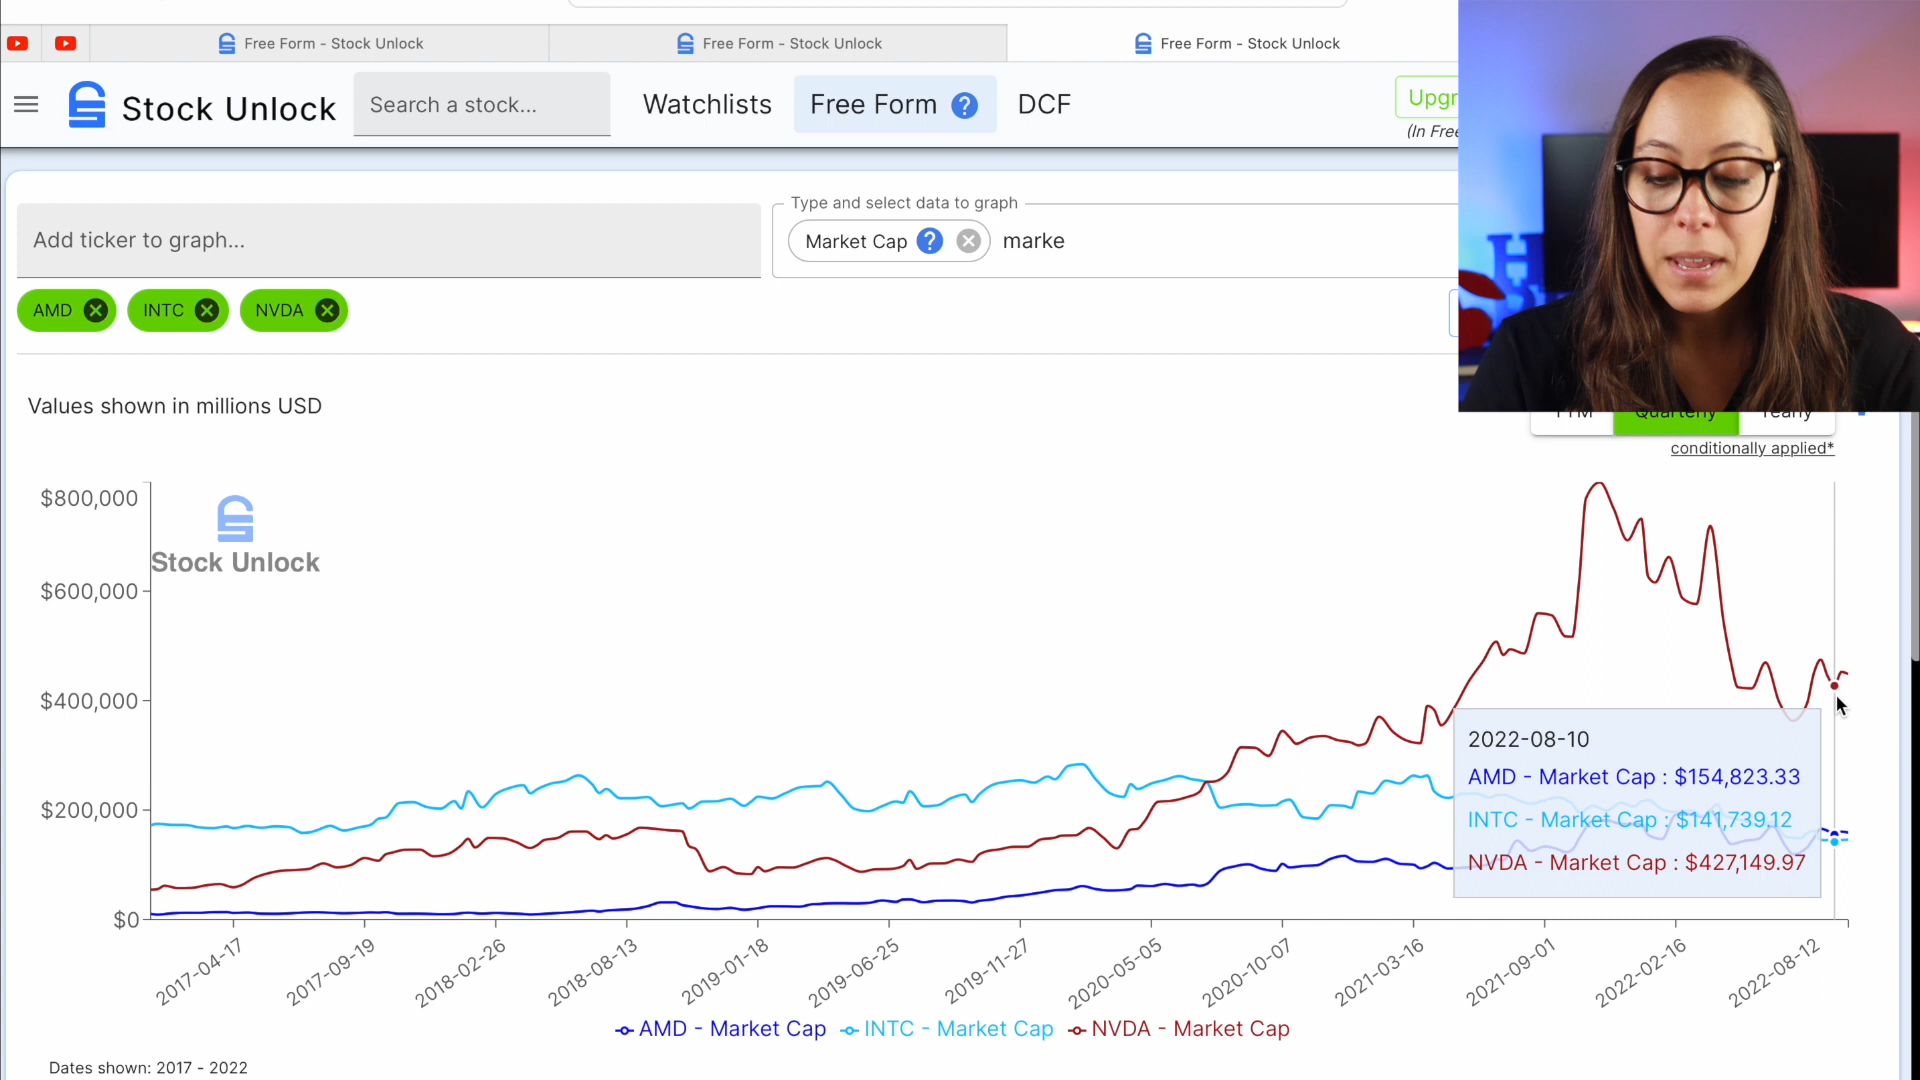 Free Form - Stock Unlock
Free Form - Stock Unlock
Free Form - Stock Unlock
Stock Unlock
Search a stock...
Watchlists
Free Form ?
DCF
Upgr
(In Free
Type and select data to graph
Add ticker to graph...
Market Cap ?
marke
AMD
INTC
NVDA
Values shown in millions USD
TTM
Quarterly
Yearly
conditionally applied*
$800,000
Stock Unlock
$600,000
$400,000
2022-08-10
AMD - Market Cap : $154,823.33
$200,000
INTC - Market Cap : $141,739.12
NVDA - Market Cap : $427,149.97
$0
2017-04-17
2017-09-19
2018-02-26
2018-08-13
2019-01-18
2019-06-25
2019-11-27
2020-05-05
2020-10-07
2021-03-16
2021-09-01
2022-02-16
2022-08-12
AMD - Market Cap
INTC - Market Cap
NVDA - Market Cap
Dates shown: 2017 - 2022